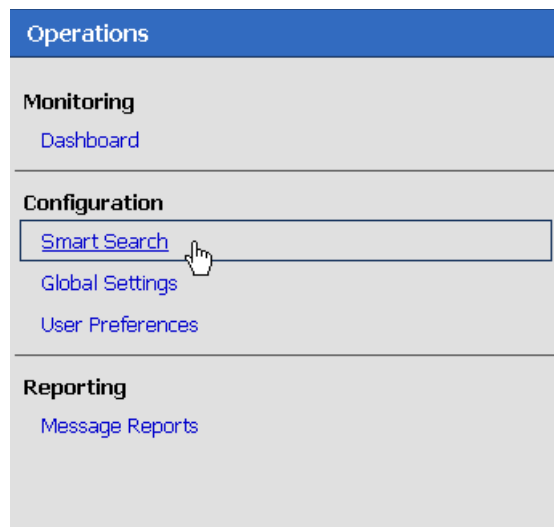 Operations
Monitoring
Dashboard
Configuration
Smart Search
Global Settings
User Preferences
Reporting
Message Reports